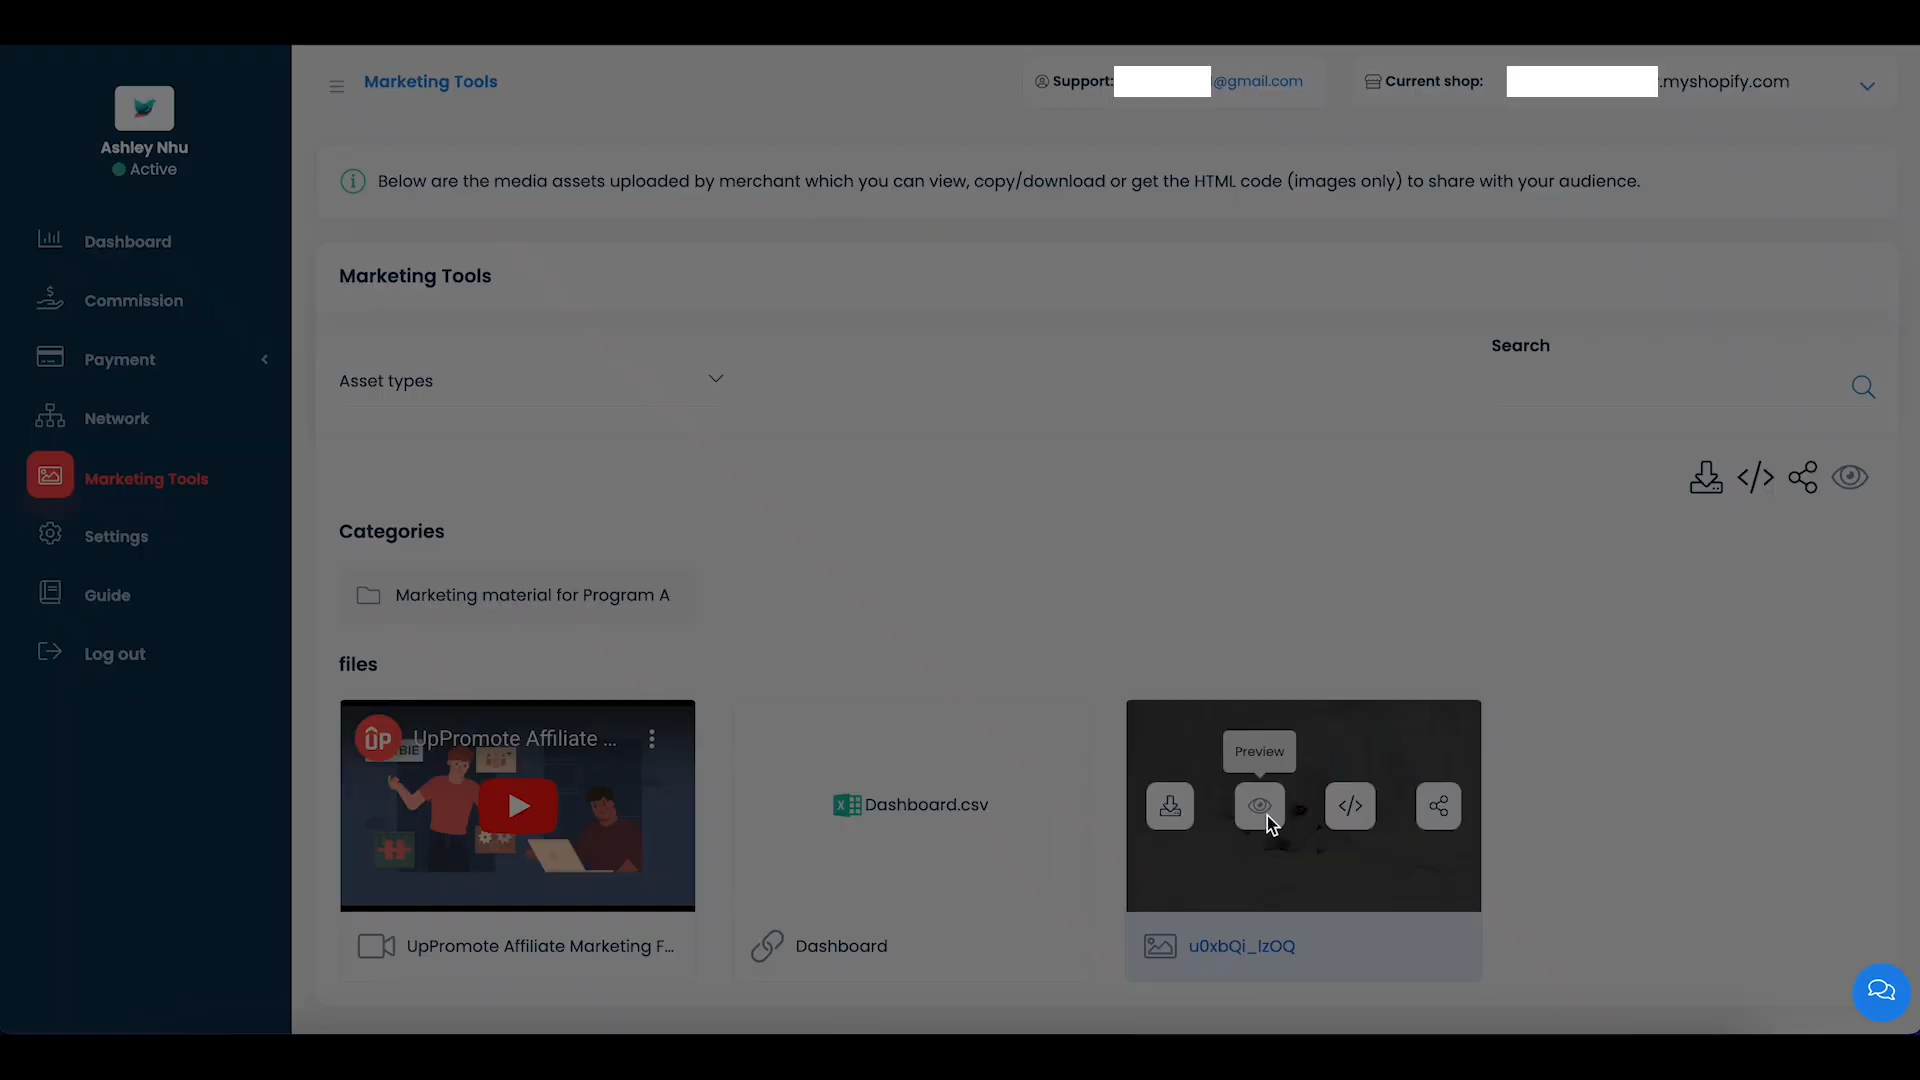 Marketing Tools
Support:
@gmail.com
Current shop:
.myshopify.com
Ashley Nhu
Active
Dashboard
Commission
Payment
Network
Marketing Tools
Settings
Guide
Log out
Below are the media assets uploaded by merchant which you can view, copy/download or get the HTML code (images only) to share with your audience.
Marketing Tools
Search
Asset types
Categories
Marketing material for Program A
files
UP
UpPromote Affiliate ...
BIE
Dashboard.csv
Preview
UpPromote Affiliate Marketing F...
Dashboard
u0xbQi_IzOQ